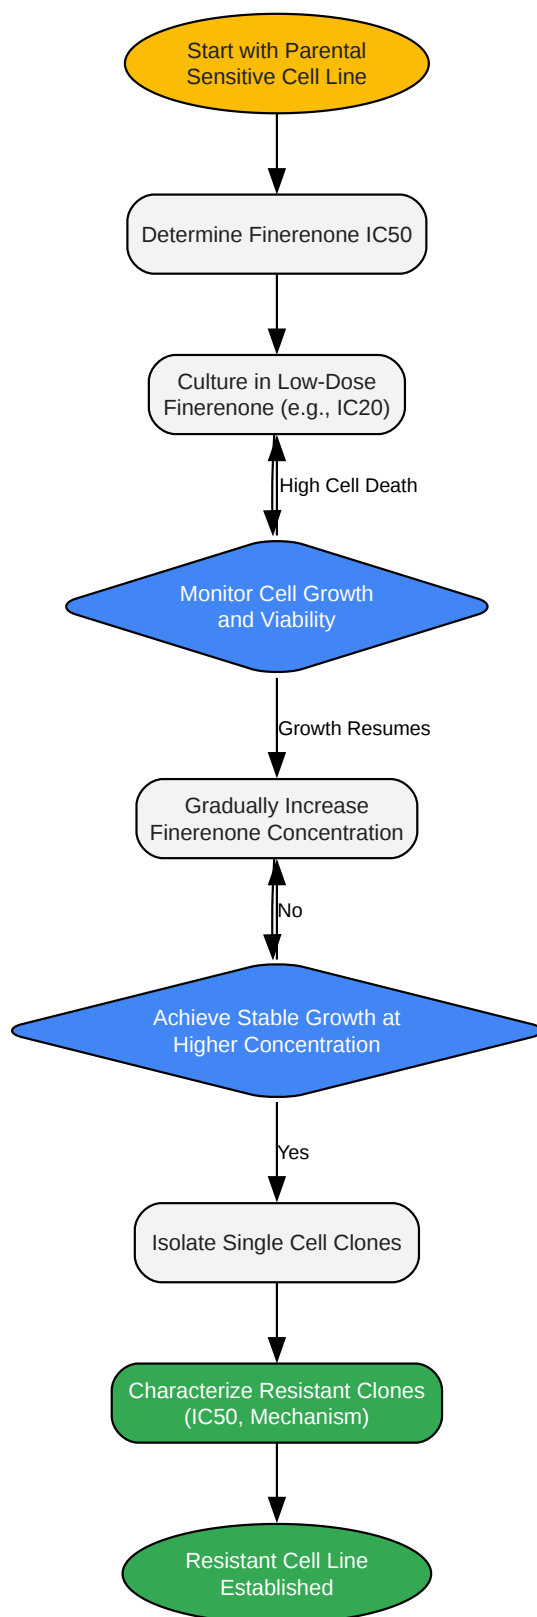 Start with Parental
Sensitive Cell Line
Determine Finerenone IC50
Culture in Low-Dose
Finerenone (e.g., IC20)
High Cell Death
Monitor Cell Growth
and Viability
Growth Resumes
Gradually Increase
Finerenone Concentration
No
Achieve Stable Growth at
Higher Concentration
Yes
Isolate Single Cell Clones
Characterize Resistant Clones
(IC50, Mechanism)
Resistant Cell Line
Established